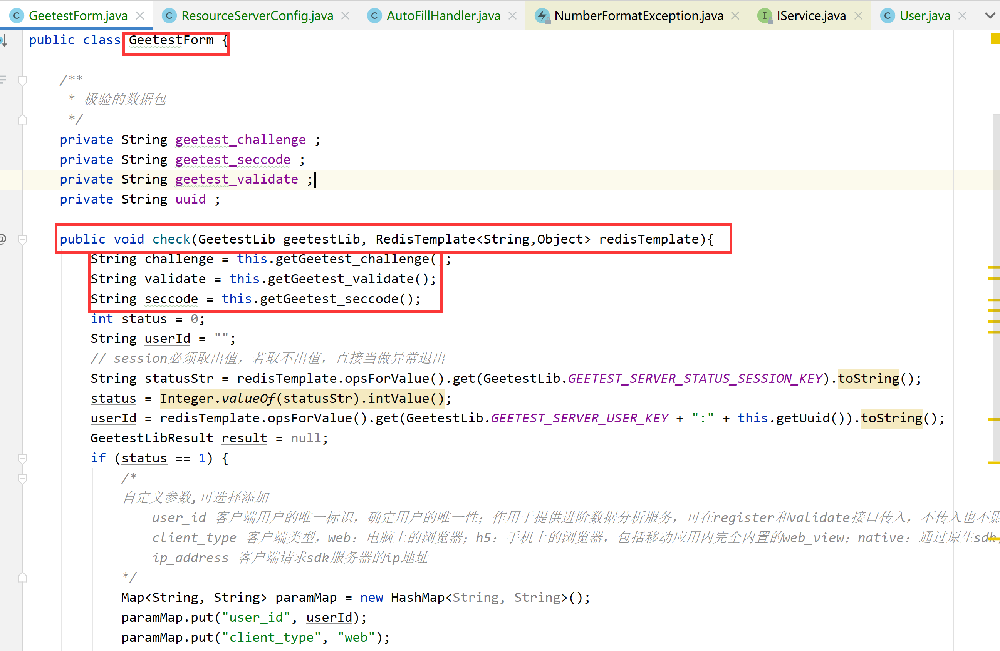 GeetestForm.java ResourceServerConfig.java AutoFillHandler.java NumberFormatException.java IService.java User.java
public class GeetestForm {
/**
* 极验的数据包
*/
private String geetest_challenge ;
private String geetest_seccode ;
private String geetest_validate ;
private String uuid ;
public void check(GeetestLib geetestLib, RedisTemplate<String,Object> redisTemplate){
String challenge = this.getGeetest_challenge();
String validate = this.getGeetest_validate();
String seccode = this.getGeetest_seccode();
int status = 0;
String userId = "";
// session必须取出值，若取不出值，直接当做异常退出
String statusStr = redisTemplate.opsForValue().get(GeetestLib.GEETEST_SERVER_STATUS_SESSION_KEY).toString();
status = Integer.valueOf(statusStr).intValue();
userId = redisTemplate.opsForValue().get(GeetestLib.GEETEST_SERVER_USER_KEY + ":" + this.getUuid()).toString();
GeetestLibResult result = null;
if (status == 1) {
/*
自定义参数,可选择添加
user_id 客户端用户的唯一标识，确定用户的唯一性；作用于提供进阶数据分析服务，可在register和validate接口传入，不传入也不影
client_type 客户端类型，web：电脑上的浏览器；h5：手机上的浏览器，包括移动应用内完全内置的web_view；native：通过原生sdk
ip_address 客户端请求sdk服务器的ip地址
*/
Map<String, String> paramMap = new HashMap<String, String>();
paramMap.put("user_id", userId);
paramMap.put("client_type", "web");